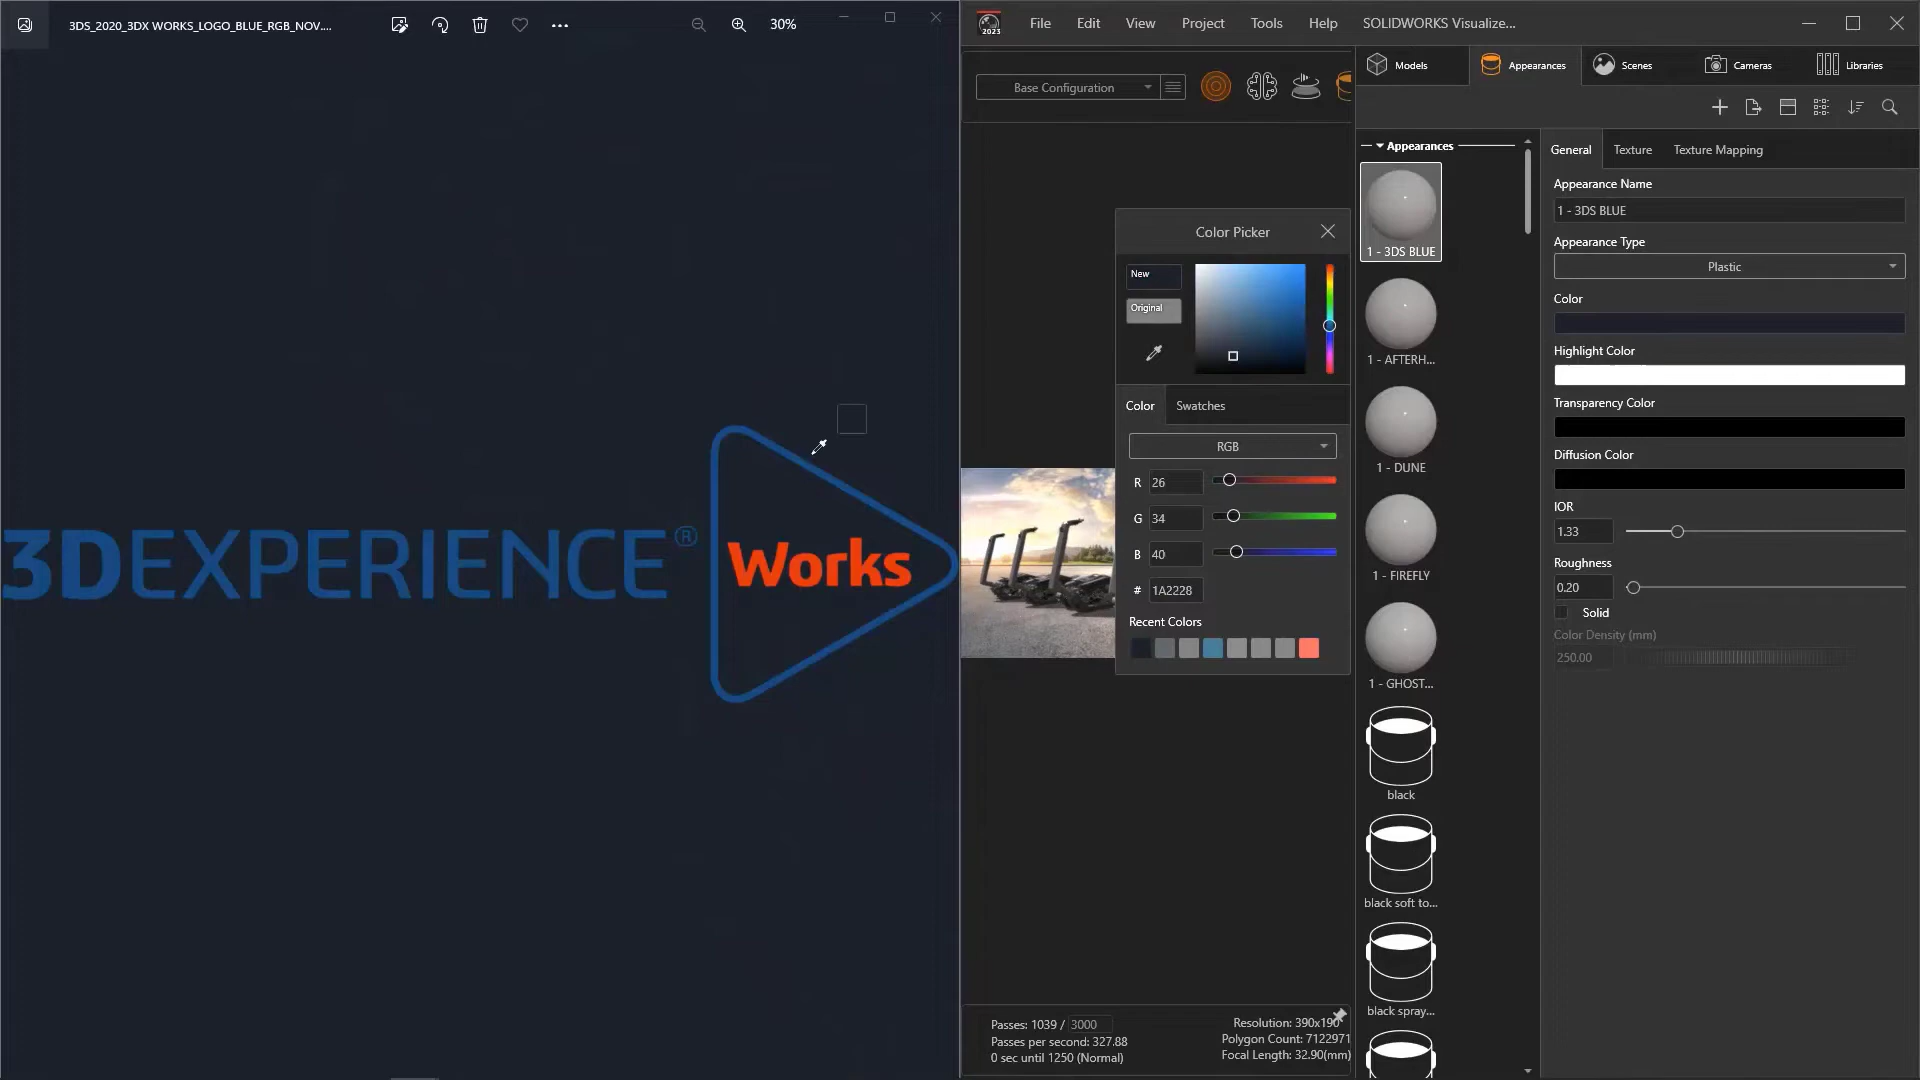 3DS_2020_3DX WORKS_LOGO_BLUE_RGB_NOV....
30%
3DEXPERIENCE®
Works
2023
File Edit View Project Tools Help SOLIDWORKS Visualize...
Base Configuration
Models
Appearances
Scenes
Cameras
Libraries
Color Picker
New
Original
Color Swatches
RGB
R 26
G 34
B 40
# 1A2228
Recent Colors
Passes: 1039 / 3000
Passes per second: 327.88
0 sec until 1250 (Normal)
Resolution: 390x190
Polygon Count: 7122971
Focal Length: 32.90(mm)
Appearances
1 - 3DS BLUE
1 - AFTERH...
1 - DUNE
1 - FIREFLY
1 - GHOST...
black
black soft to...
black spray...
General Texture Texture Mapping
Appearance Name
1 - 3DS BLUE
Appearance Type
Plastic
Color
Highlight Color
Transparency Color
Diffusion Color
IOR
1.33
Roughness
0.20
Solid
Color Density (mm)
250.00